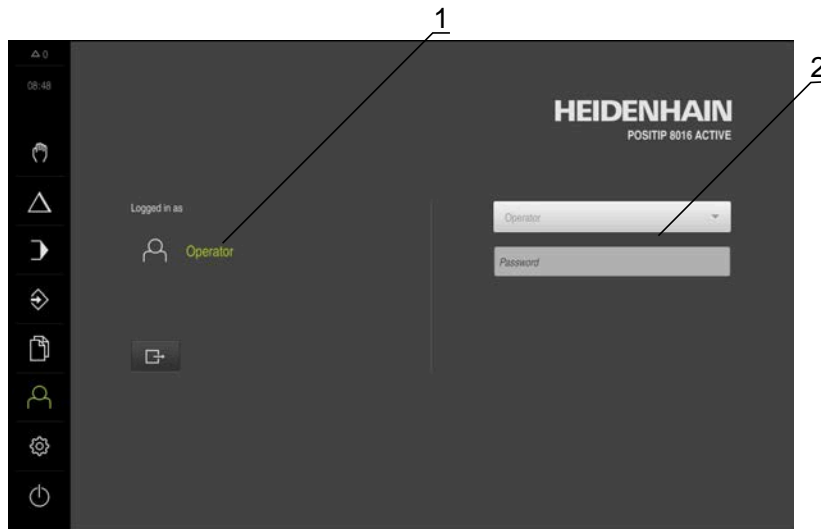 1
2
△ 0
08:48
HEIDENHAIN
POSITIP 8016 ACTIVE
Logged in as
Operator
Operator
Password